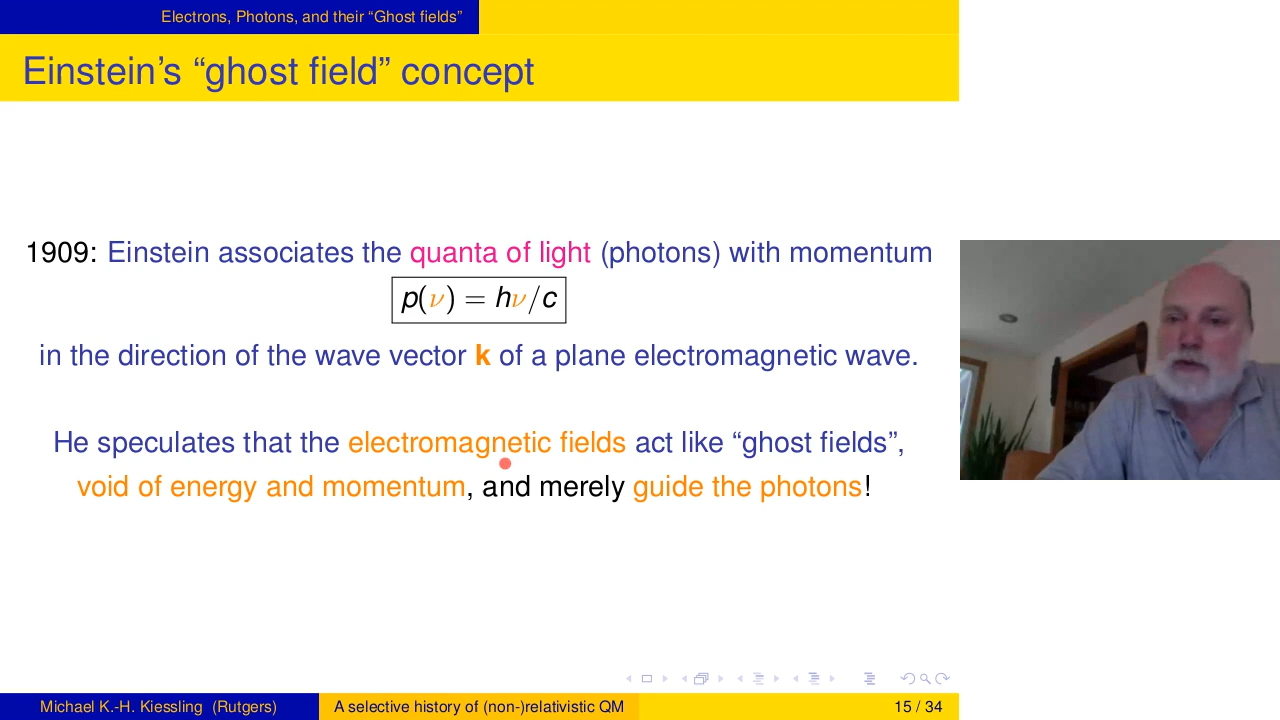 Electrons, Photons, and their “Ghost fields”
Einstein’s “ghost field” concept
1909: Einstein associates the quanta of light (photons) with momentum
p(ν) = hν/c
in the direction of the wave vector k of a plane electromagnetic wave.
He speculates that the electromagnetic fields act like “ghost fields”,
void of energy and momentum, and merely guide the photons!
Michael K.-H. Kiessling (Rutgers)
A selective history of (non-)relativistic QM
15 / 34